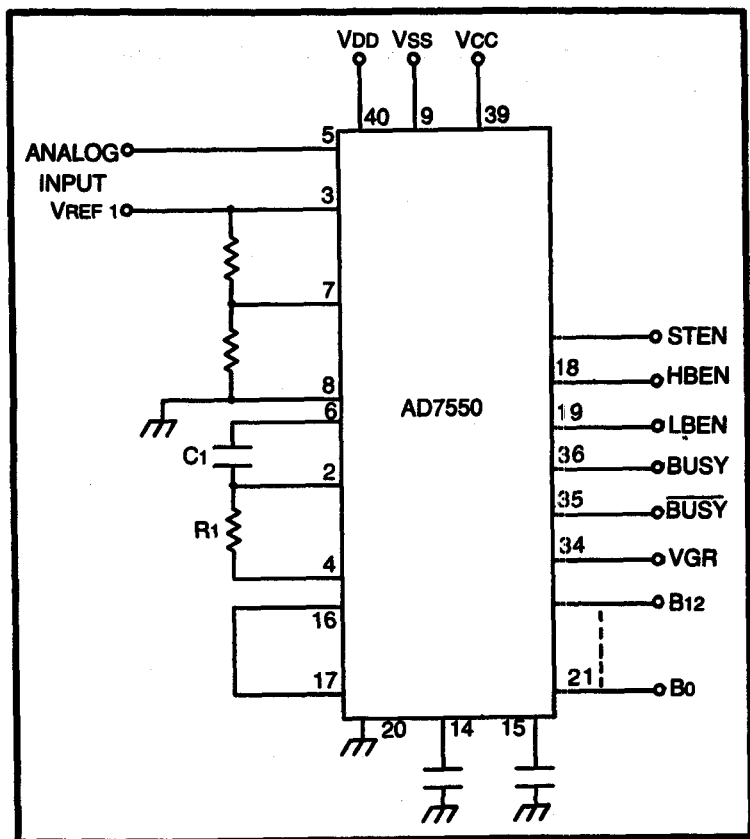 VDD VSS VCC
40 9 39
5
ANALOG
INPUT
3
VREF 1
7
STEN
8
18 HBEN
6
AD7550
19 LBEN
C1
36 BUSY
2
35 BUSY
R1
34 VGR
4
16
B12
17
21 B0
20 14 15